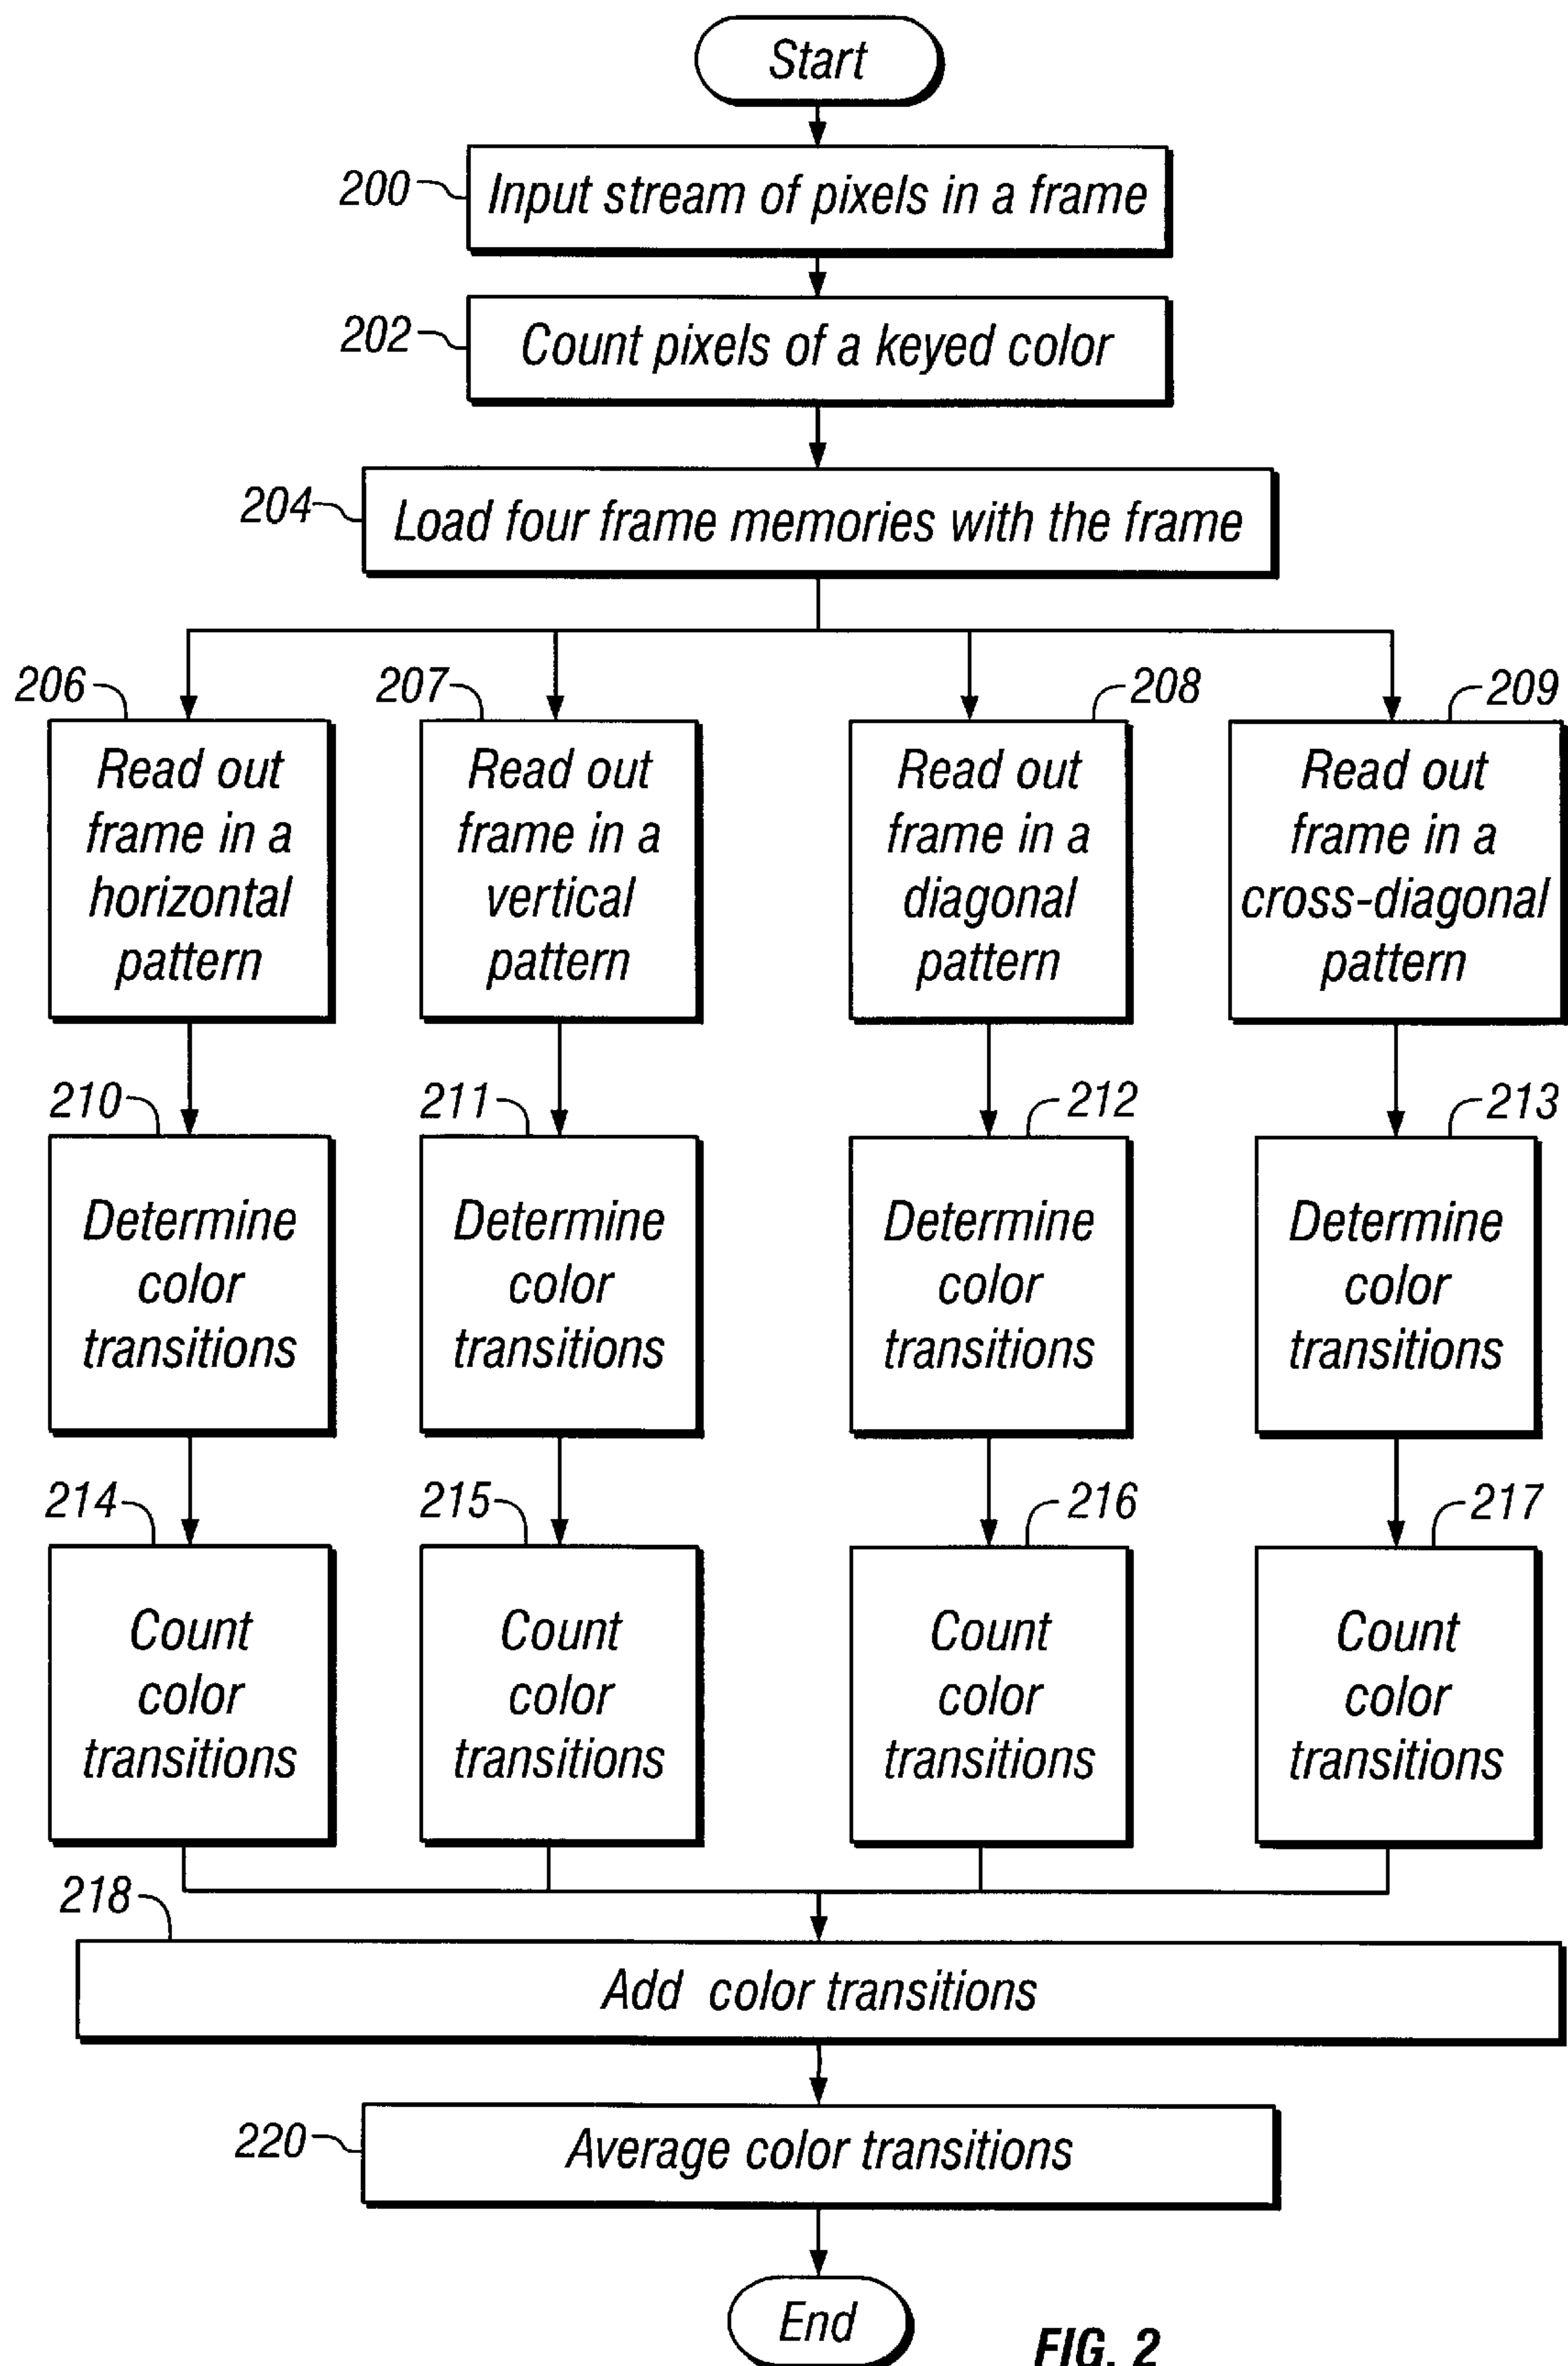 Start
200
Input stream of pixels in a frame
202
Count pixels of a keyed color
204
Load four frame memories with the frame
206
207
208
209
Read out
frame in a
horizontal
pattern
Read out
frame in a
vertical
pattern
Read out
frame in a
diagonal
pattern
Read out
frame in a
cross-diagonal
pattern
210
211
212
213
Determine
color
transitions
Determine
color
transitions
Determine
color
transitions
Determine
color
transitions
214
215
216
217
Count
color
transitions
Count
color
transitions
Count
color
transitions
Count
color
transitions
218
Add color transitions
220
Average color transitions
End
FIG. 2